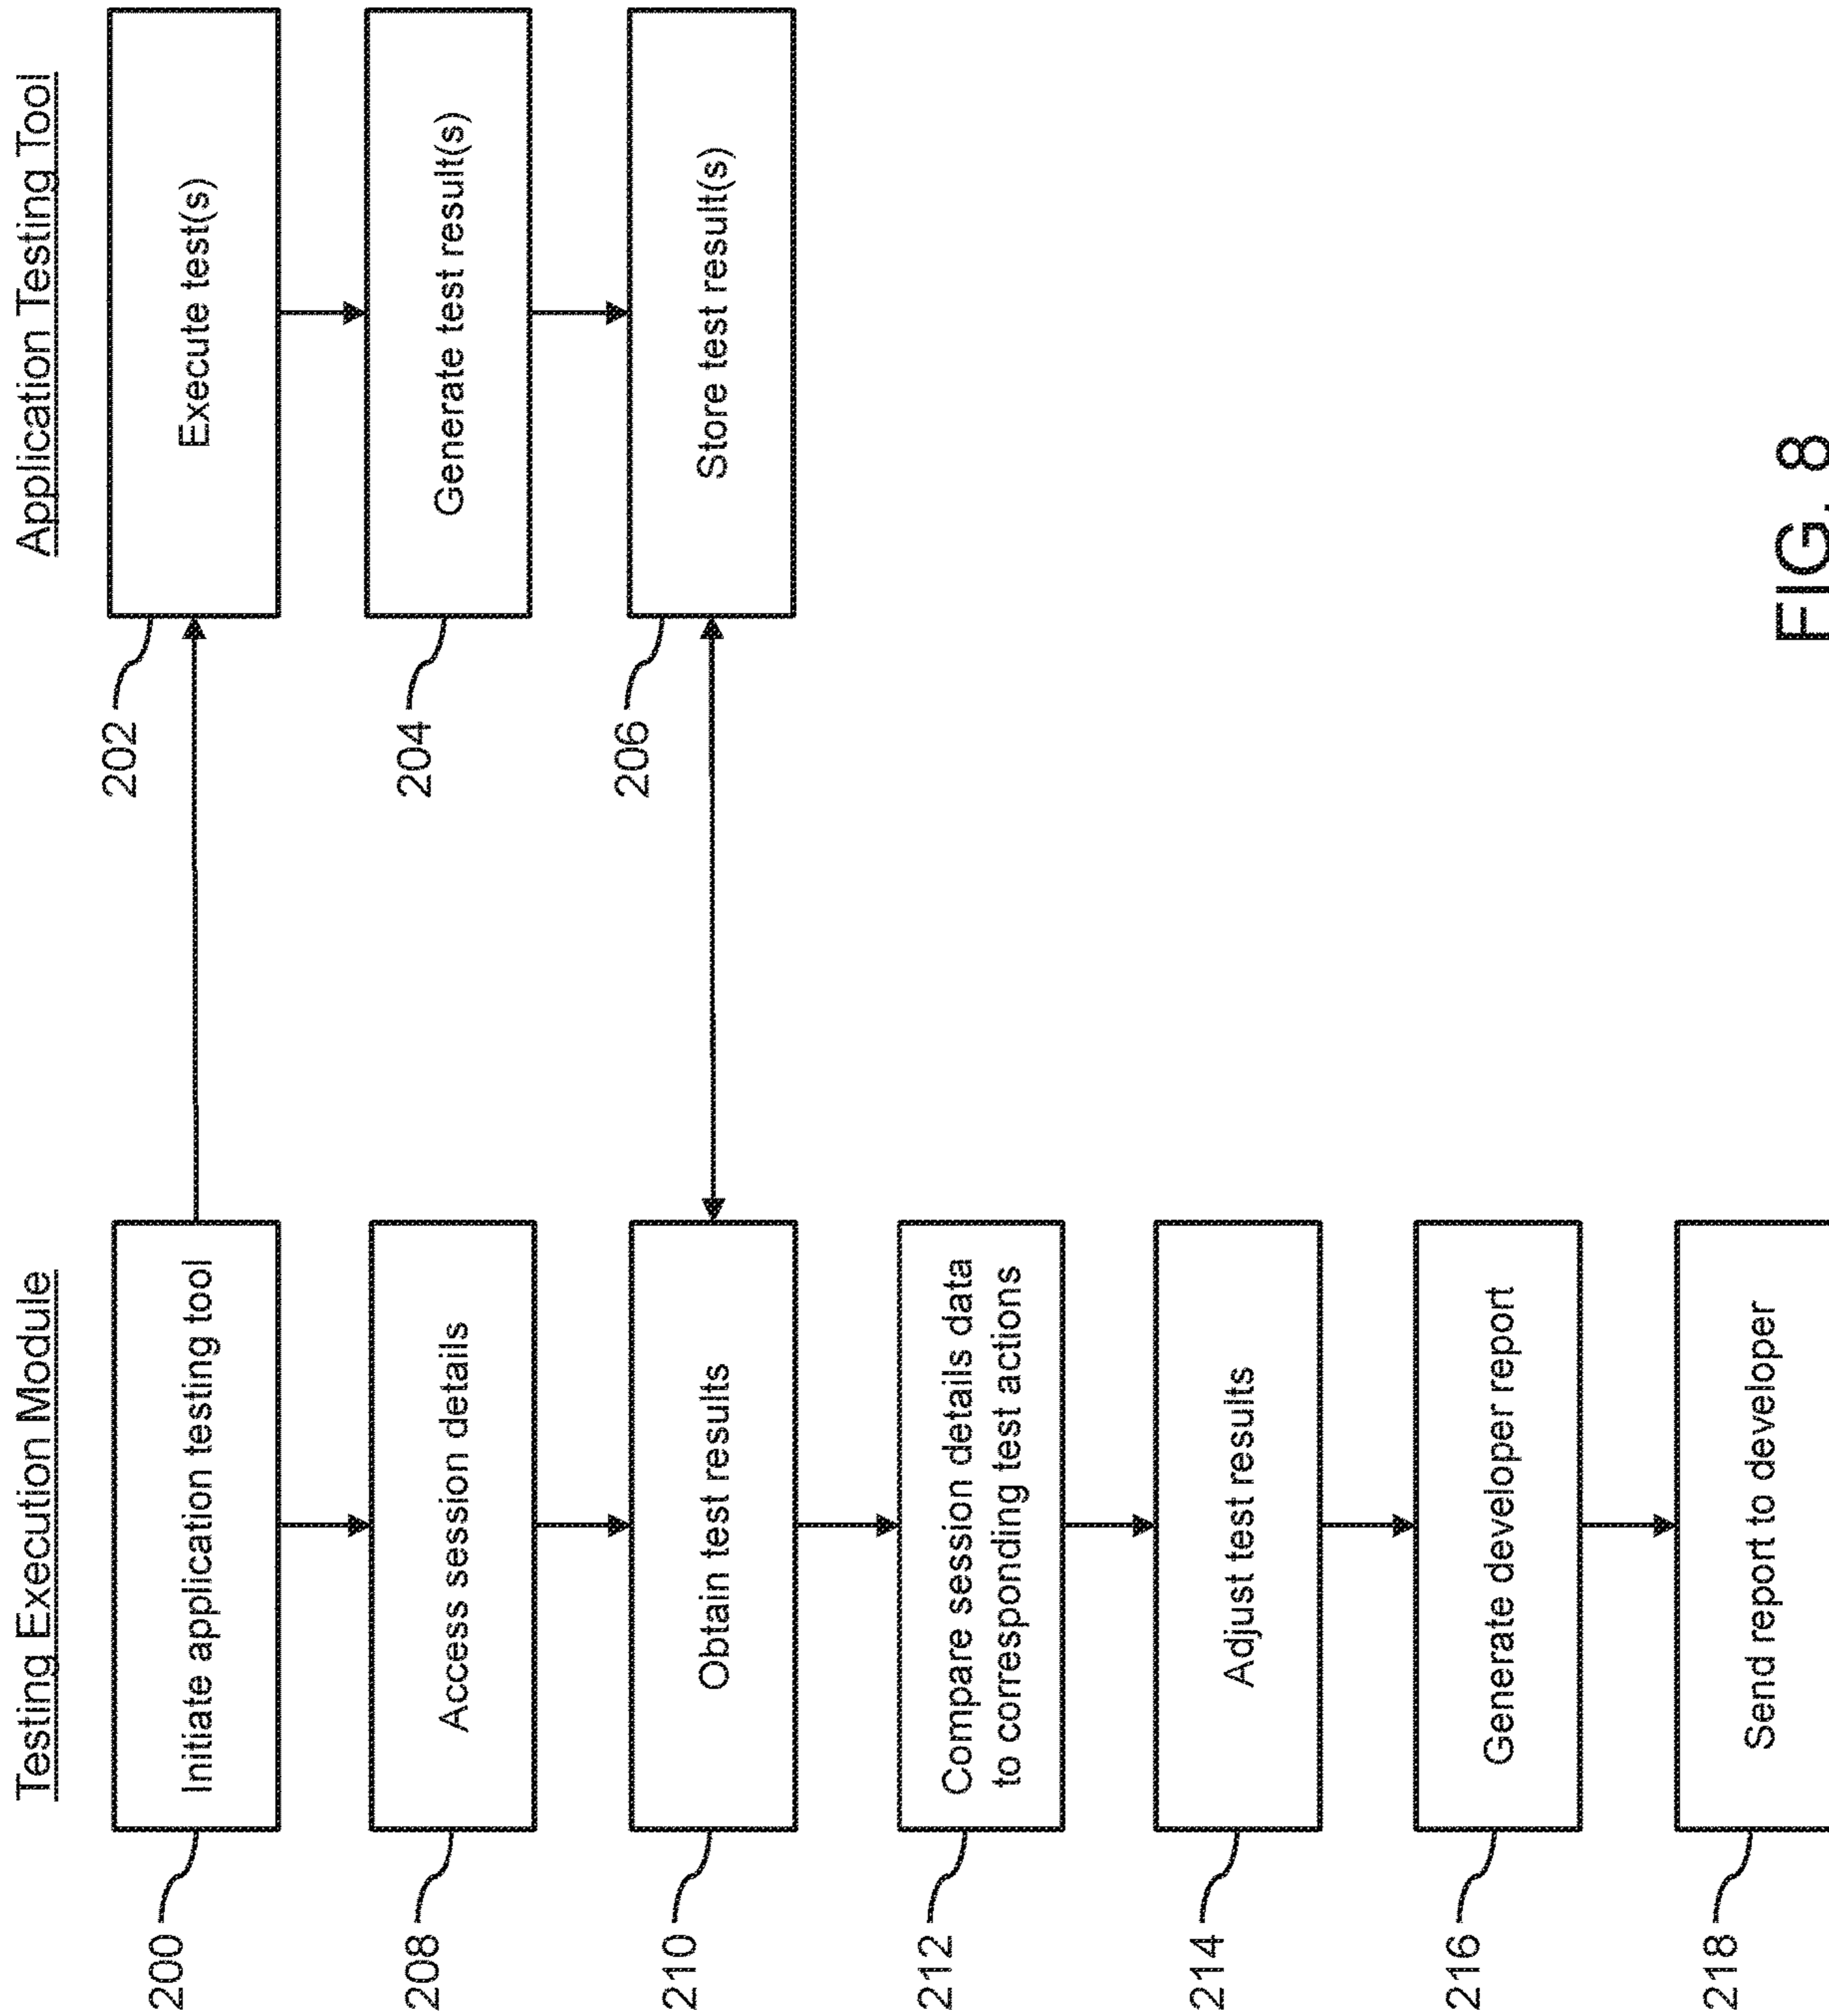 Testing Execution Module
Application Testing Tool
200
Initiate application testing tool
202
Execute test(s)
208
Access session details
204
Generate test result(s)
210
Obtain test results
206
Store test result(s)
212
Compare session details data
to corresponding test actions
214
Adjust test results
216
Generate developer report
218
Send report to developer
FIG. 8